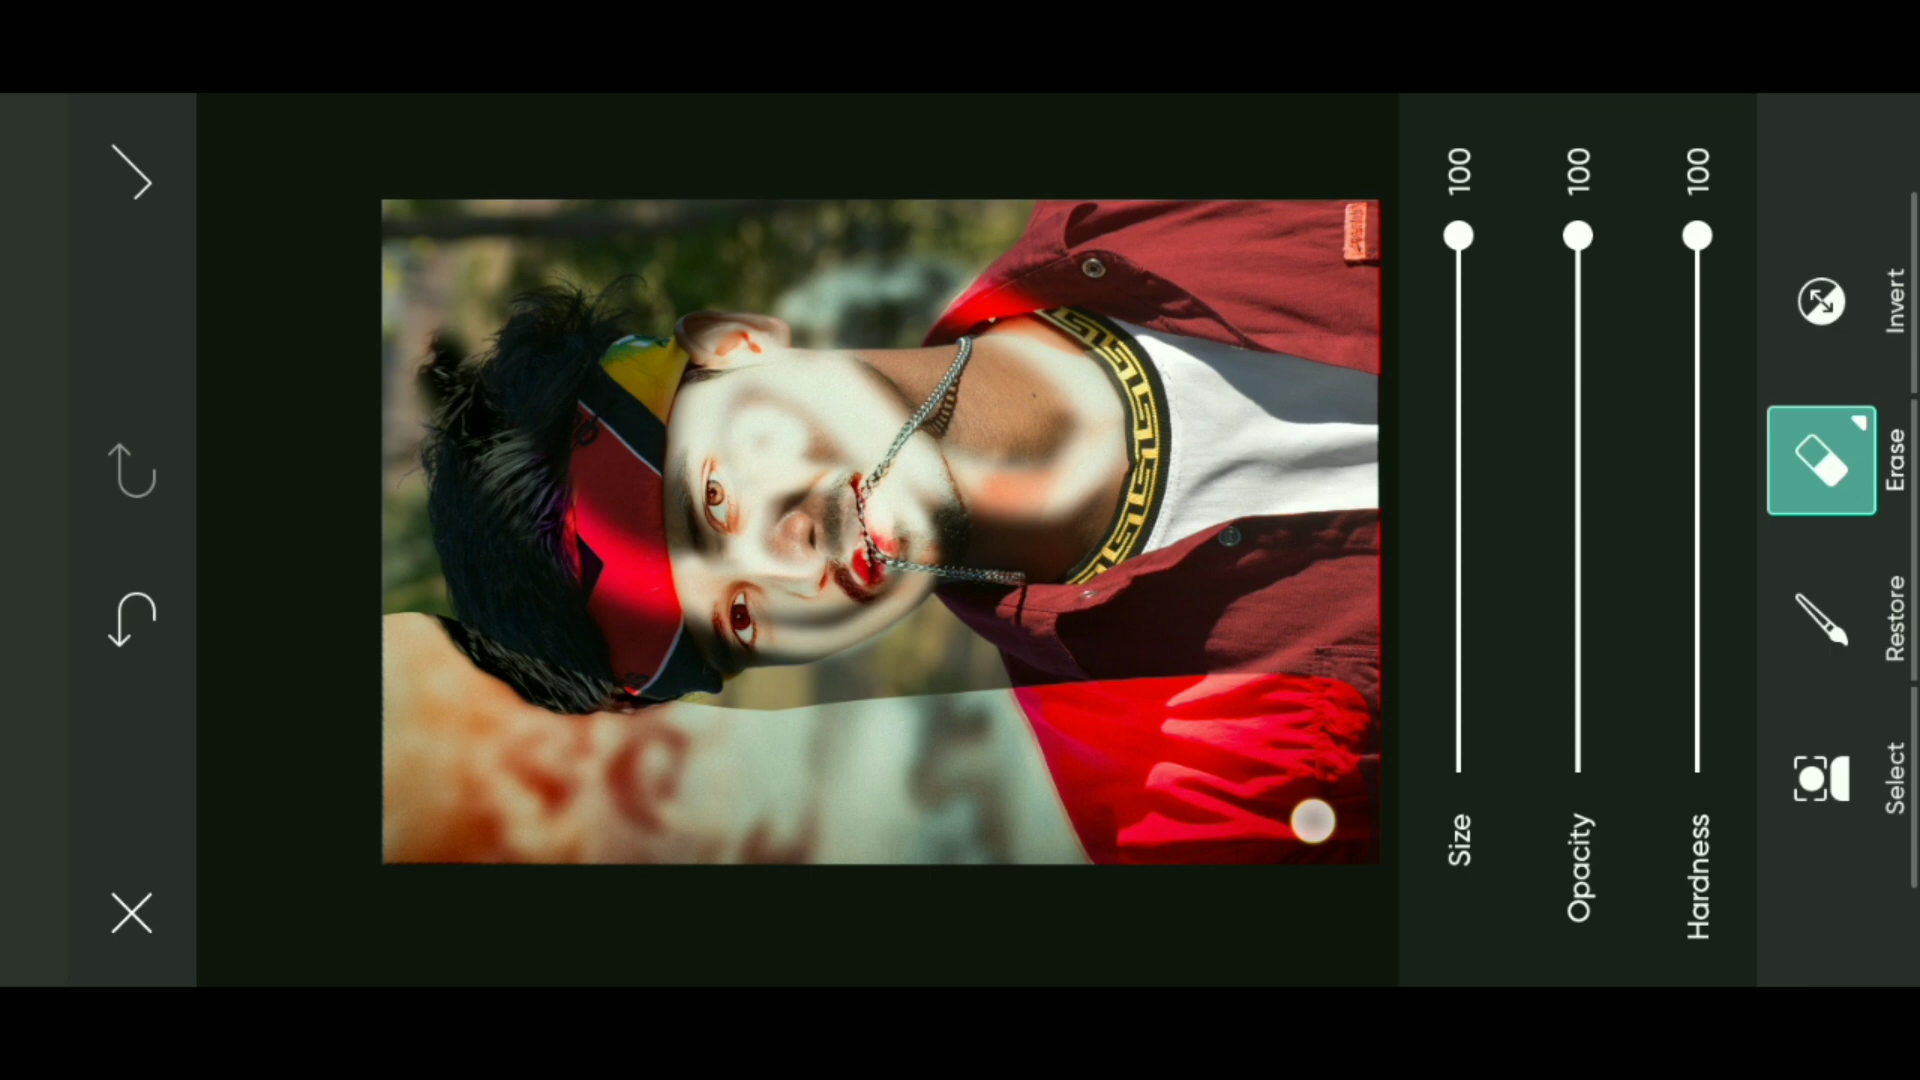 Size 100
Opacity 100
Hardness 100
Select
Restore
Erase
Invert